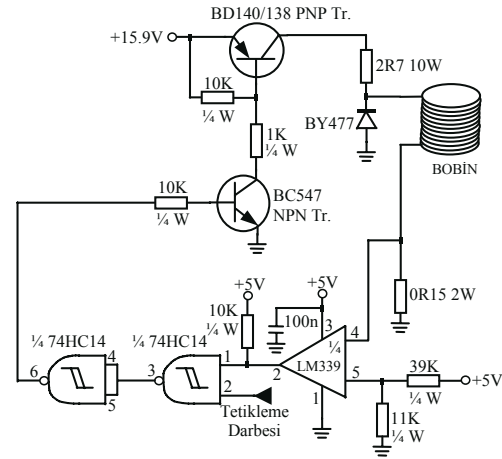 BD140/138 PNP Tr.
+15.9V
10K
¼ W
2R7 10W
BY477
1K
¼ W
BOBİN
10K
¼ W
BC547
NPN Tr.
+5V
+5V
10K
¼ W
100n
3
4
¼
LM339
0R15 2W
¼ 74HC14
¼ 74HC14
6
4
5
3
1
2
2
1
5
39K
¼ W
+5V
Tetikleme
Darbesi
11K
¼ W